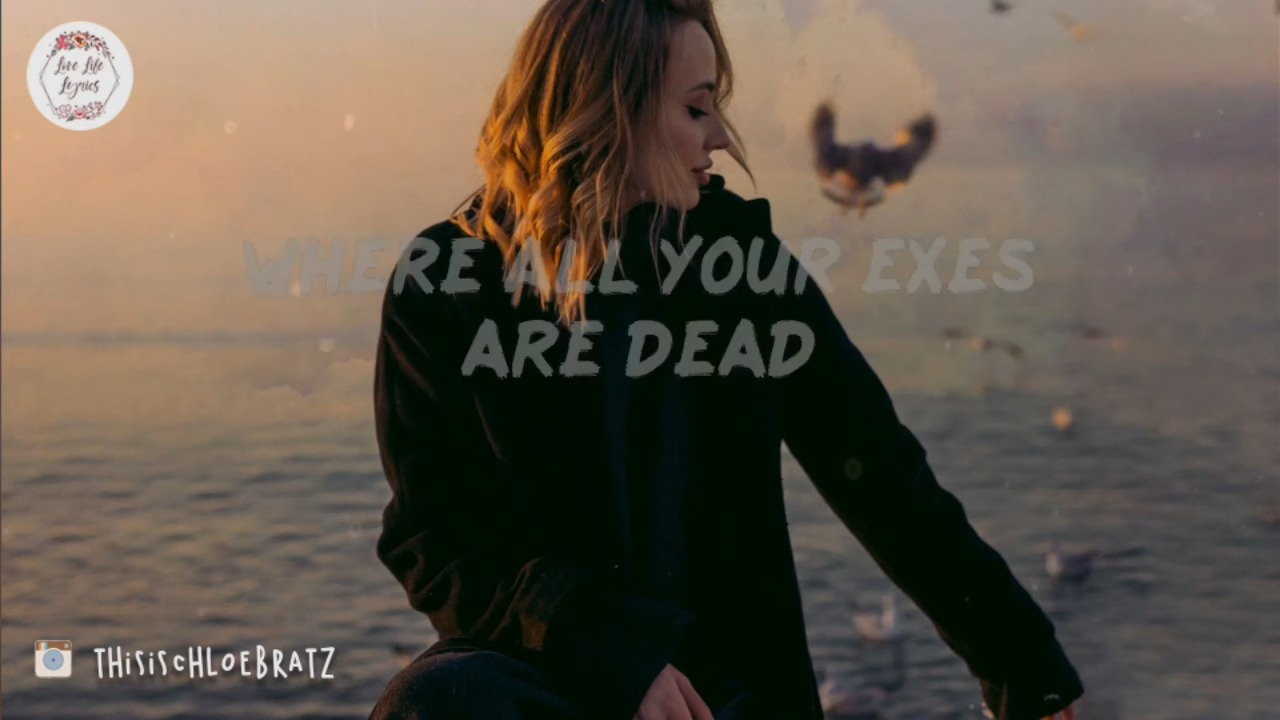 Live Life
Lyrics
WHERE ALL YOUR EXES
ARE DEAD
THISISCHLOEBRATZ